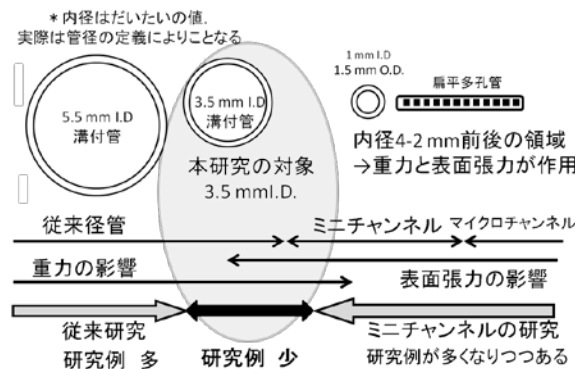 ＊内径はだいたいの値.
実際は管径の定義によりことなる
5.5 mm I.D
溝付管
3.5 mm I.D
溝付管
1 mm I.D
1.5 mm O.D.
扁平多孔管
本研究の対象
3.5 mmI.D.
内径4-2 mm前後の領域
→重力と表面張力が作用
従来径管
ミニチャンネル
マイクロチャンネル
重力の影響
表面張力の影響
従来研究
研究例 多
研究例 少
ミニチャンネルの研究
研究例が多くなりつつある